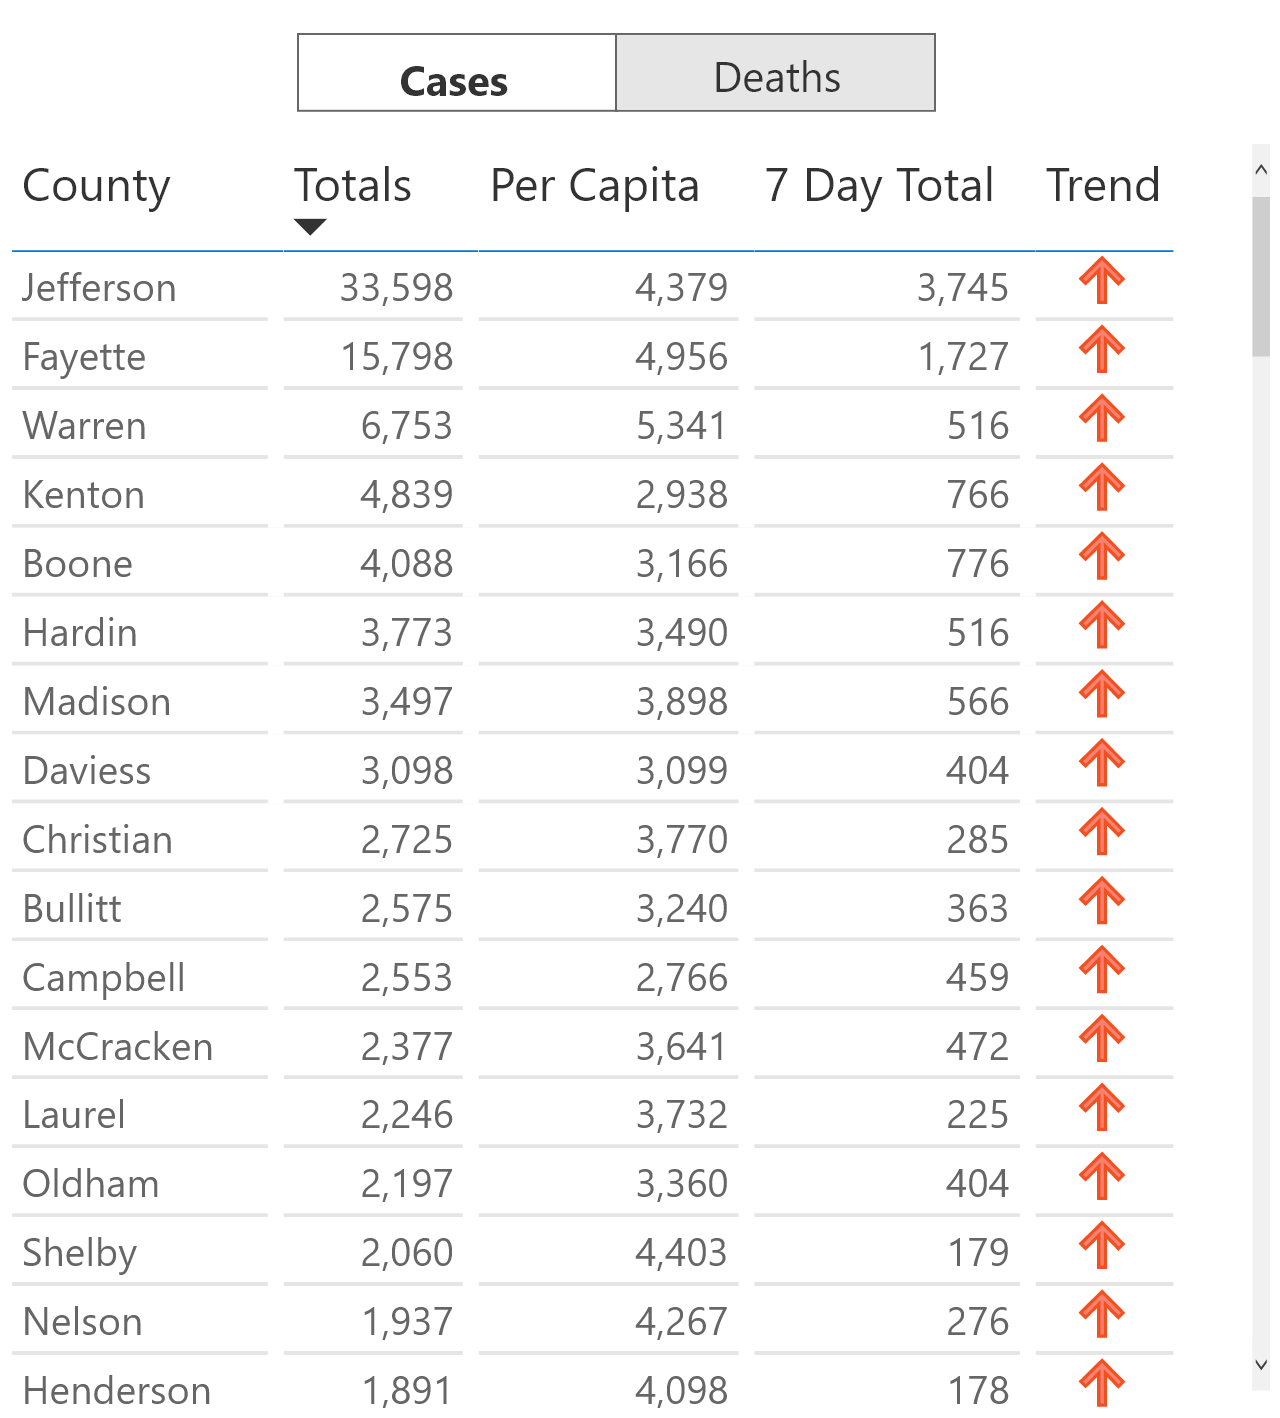 Cases Deaths
County Totals Per Capita 7 Day Total Trend
Jefferson 33,598 4,379 3,745
Fayette 15,798 4,956 1,727
Warren 6,753 5,341 516
Kenton 4,839 2,938 766
Boone 4,088 3,166 776
Hardin 3,773 3,490 516
Madison 3,497 3,898 566
Daviess 3,098 3,099 404
Christian 2,725 3,770 285
Bullitt 2,575 3,240 363
Campbell 2,553 2,766 459
McCracken 2,377 3,641 472
Laurel 2,246 3,732 225
Oldham 2,197 3,360 404
Shelby 2,060 4,403 179
Nelson 1,937 4,267 276
Henderson 1,891 4,098 178